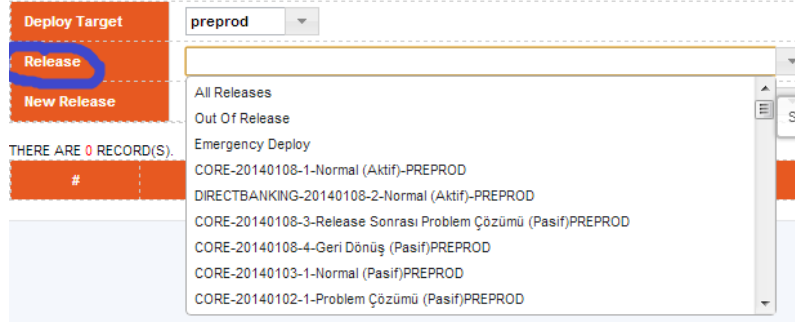 Deploy Target preprod
Release
All Releases
New Release
Out Of Release
Emergency Deploy
THERE ARE 0 RECORD(S).
CORE-20140108-1-Normal (Aktif)-PREPROD
#
DIRECTBANKING-20140108-2-Normal (Aktif)-PREPROD
CORE-20140108-3-Release Sonrası Problem Çözümü (Pasif)PREPROD
CORE-20140108-4-Geri Dönüş (Pasif)PREPROD
CORE-20140103-1-Normal (Pasif)PREPROD
CORE-20140102-1-Problem Çözümü (Pasif)PREPROD